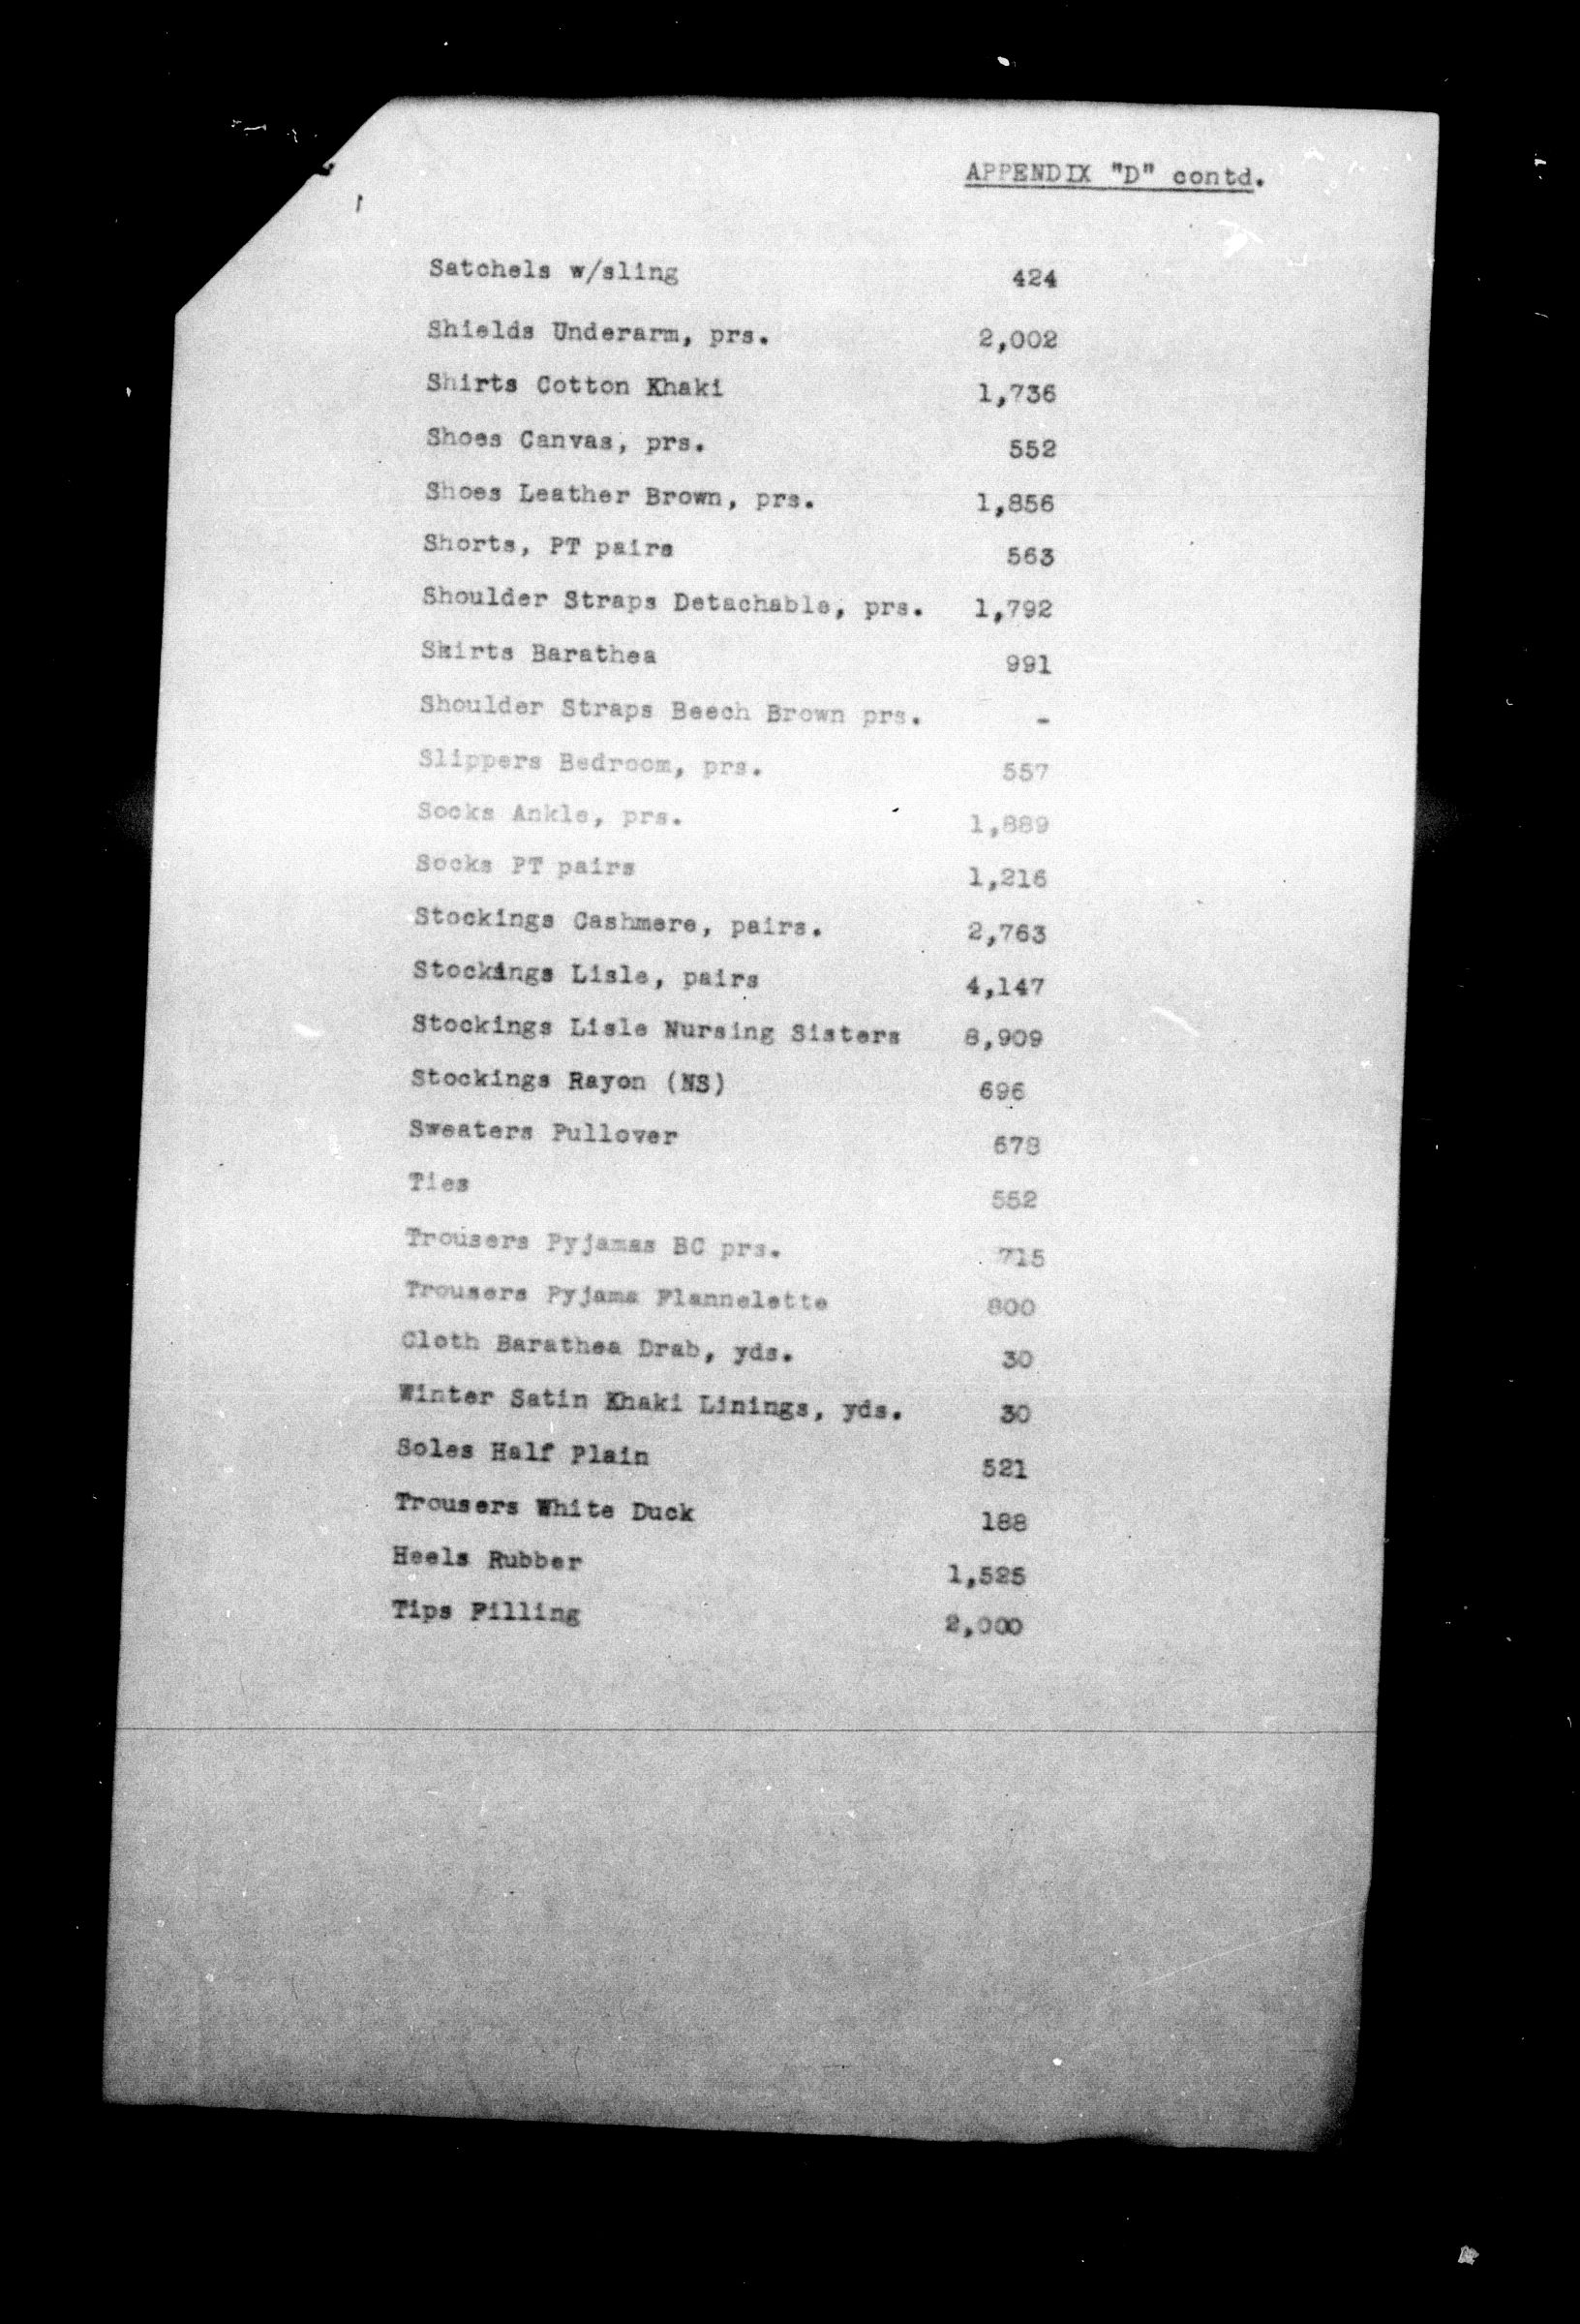 APPENDIX "D" contd.
Satchels w/sling 424
Shields Underarm, prs. 2,002
Shirts Cotton Khaki 1,736
Shoes Canvas, prs. 552
Shoes Leather Brown, prs. 1,856
Shorts, PT pairs 563
Shoulder Straps Detachable, prs. 1,792
Skirts Barathea 991
Shoulder Straps Beech Brown prs. -
Slippers Bedroom, prs. 557
Socks Ankle, prs. 1,889
Socks PT pairs 1,216
Stockings Cashmere, pairs. 2,763
Stockings Lisle, pairs 4,147
Stockings Lisle Nursing Sisters 8,909
Stockings Rayon (NS) 696
Sweaters Pullover 678
Ties 552
Trousers Pyjamas BC prs. 715
Trousers Pyjama Flannelette 800
Cloth Barathea Drab, yds. 30
Winter Satin Khaki Linings, yds. 30
Soles Half Plain 521
Trousers White Duck 188
Heels Rubber 1,525
Tips Filling 2,000